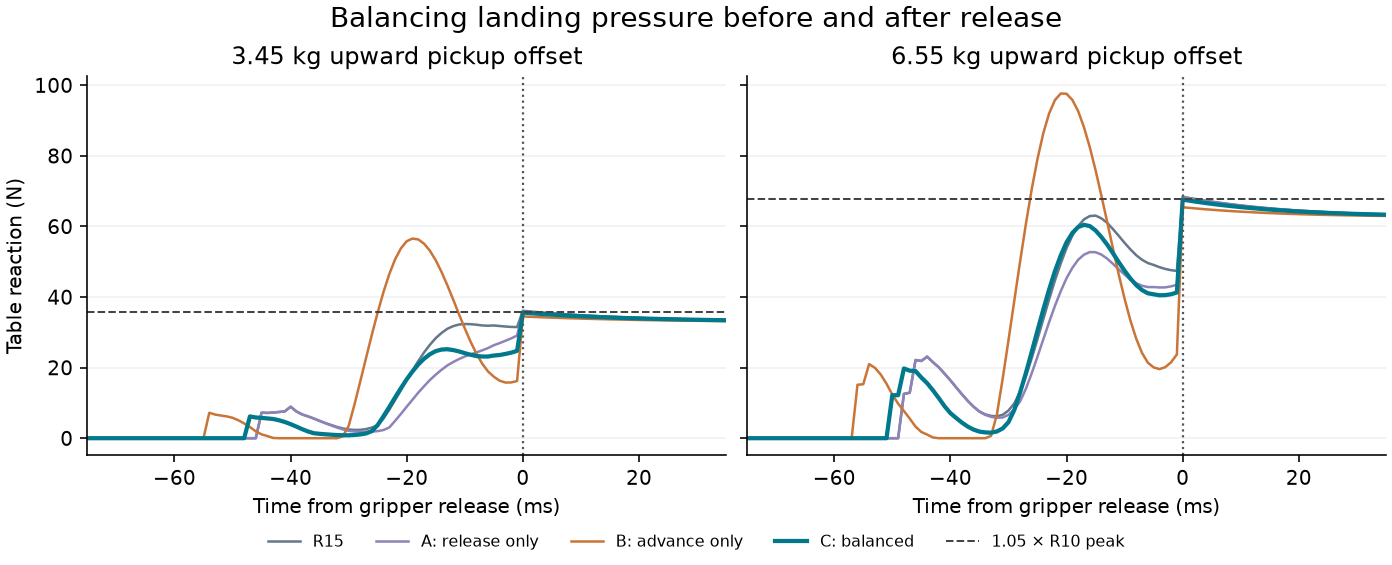 Balancing landing pressure before and after release
3.45 kg upward pickup offset
6.55 kg upward pickup offset
Table reaction (N)
100
80
60
40
20
0
−60 −40 −20 0 20
−60 −40 −20 0 20
Time from gripper release (ms)
Time from gripper release (ms)
R15 A: release only B: advance only C: balanced 1.05 × R10 peak